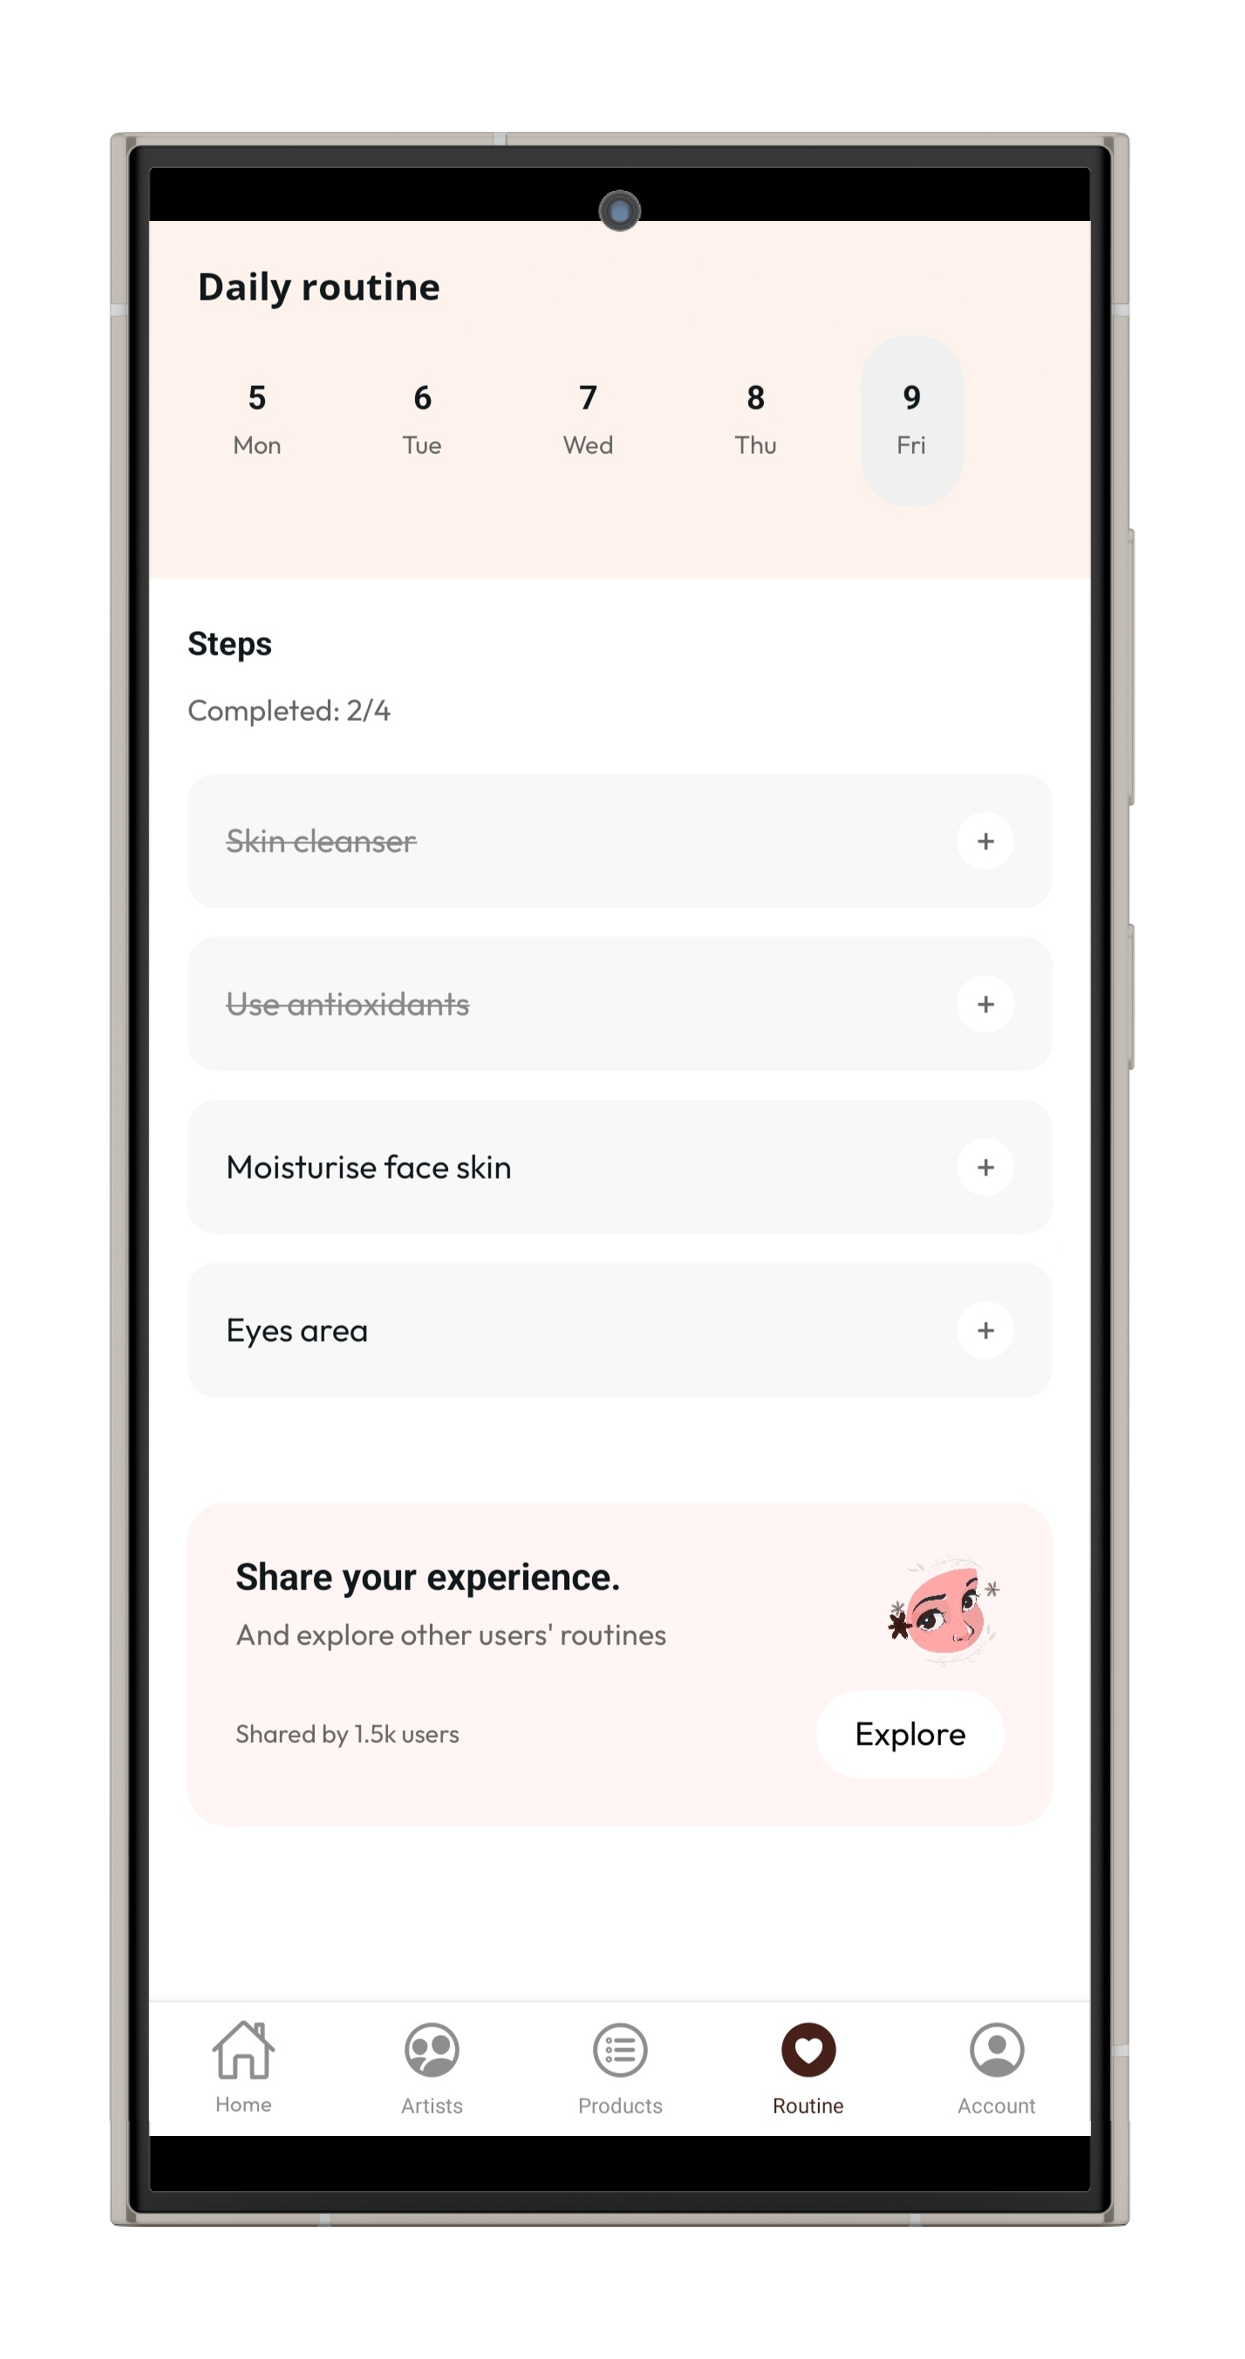 Daily routine
5 6 7 8 9
Mon Tue Wed Thu Fri
Steps
Completed: 2/4
Skin cleanser +
Use antioxidants +
Moisturise face skin +
Eyes area +
Share your experience.
And explore other users' routines
Shared by 1.5k users
Explore
Home Artists Products Routine Account